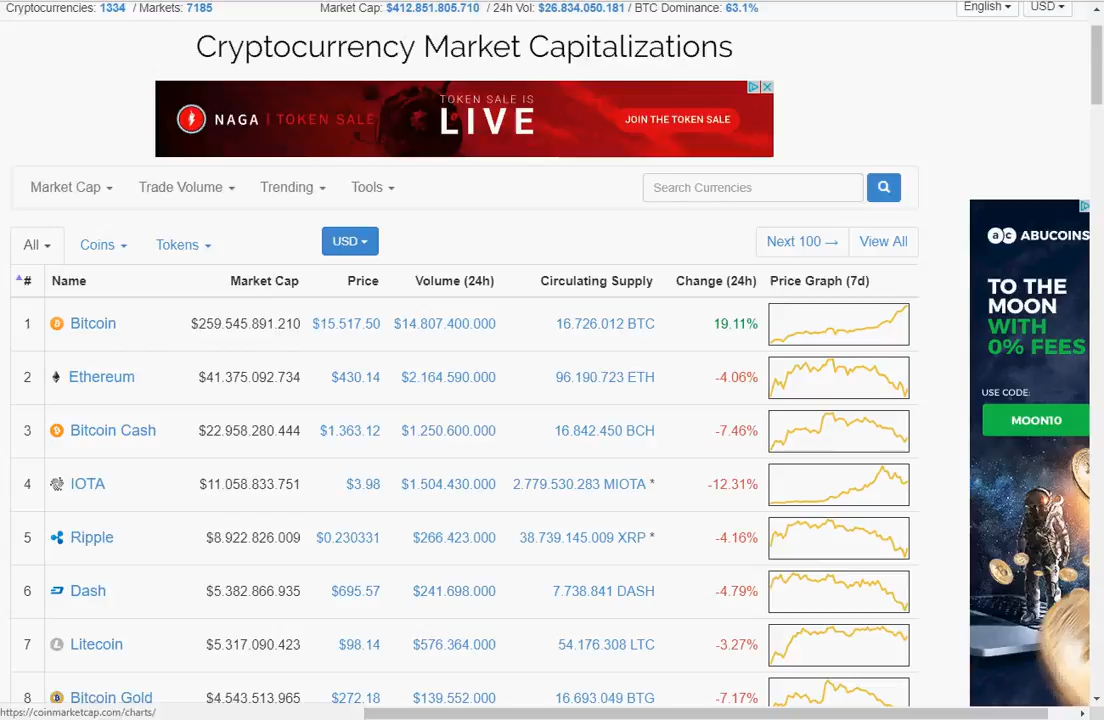 Cryptocurrencies: 1334 / Markets: 7185 Market Cap: $412.851.805.710 / 24h Vol: $26.834.050.181 / BTC Dominance: 63.1% English USD
Cryptocurrency Market Capitalizations
NAGA | TOKEN SALE TOKEN SALE IS LIVE JOIN THE TOKEN SALE
Market Cap Trade Volume Trending Tools Search Currencies
All Coins Tokens USD Next 100 → View All
# Name Market Cap Price Volume (24h) Circulating Supply Change (24h) Price Graph (7d)
1 Bitcoin $259.545.891.210 $15.517.50 $14.807.400.000 16.726.012 BTC 19.11%
2 Ethereum $41.375.092.734 $430.14 $2.164.590.000 96.190.723 ETH -4.06%
3 Bitcoin Cash $22.958.280.444 $1.363.12 $1.250.600.000 16.842.450 BCH -7.46%
4 IOTA $11.058.833.751 $3.98 $1.504.430.000 2.779.530.283 MIOTA * -12.31%
5 Ripple $8.922.826.009 $0.230331 $266.423.000 38.739.145.009 XRP * -4.16%
6 Dash $5.382.866.935 $695.57 $241.698.000 7.738.841 DASH -4.79%
7 Litecoin $5.317.090.423 $98.14 $576.364.000 54.176.308 LTC -3.27%
8 Bitcoin Gold $4.543.513.965 $272.18 $139.552.000 16.693.049 BTG -7.17%
https://coinmarketcap.com/charts/
ac ABUCOINS
TO THE
MOON
WITH
0% FEES
USE CODE:
MOON10